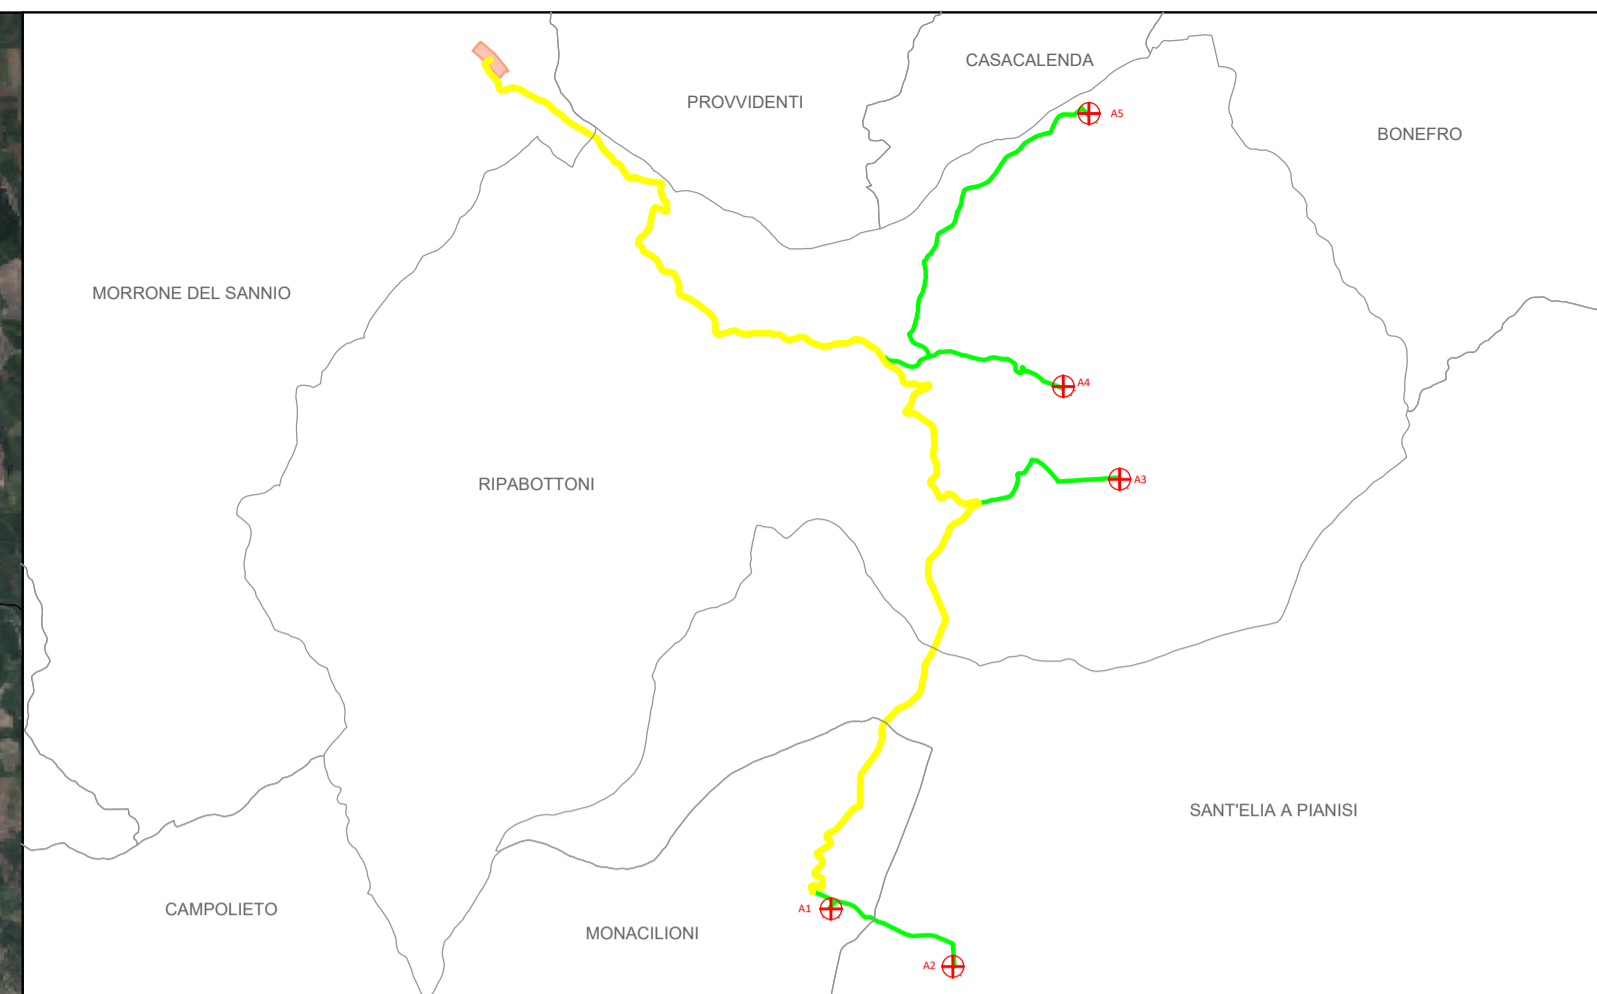 CASACALENDA
PROVVIDENTI
A5
BONEFRO
MORRONE DEL SANNIO
A4
A3
RIPABOTTONI
SANT'ELIA A PIANISI
A1
CAMPOLIETO
MONACILIONI
A2